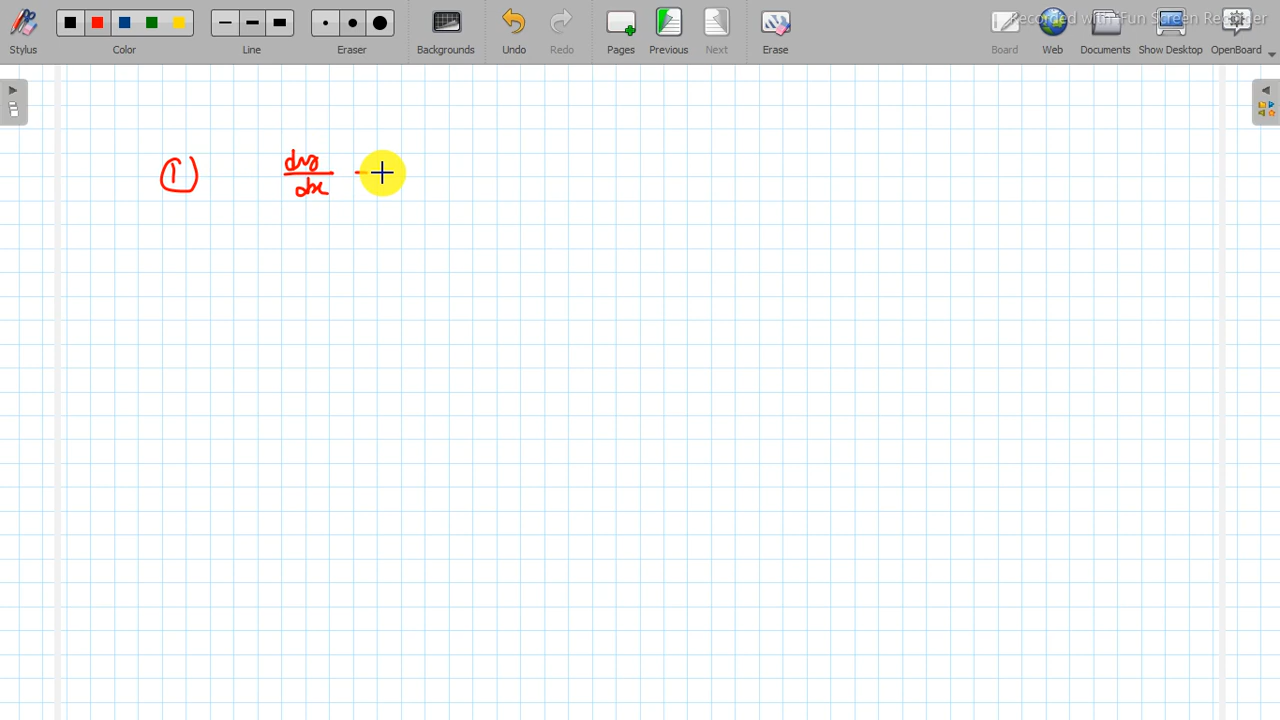 Recorded with Fun Screen Recorder
Stylus Color Line Eraser Backgrounds Undo Redo Pages Previous Next Erase Board Web Documents Show Desktop OpenBoard
① dy/dx